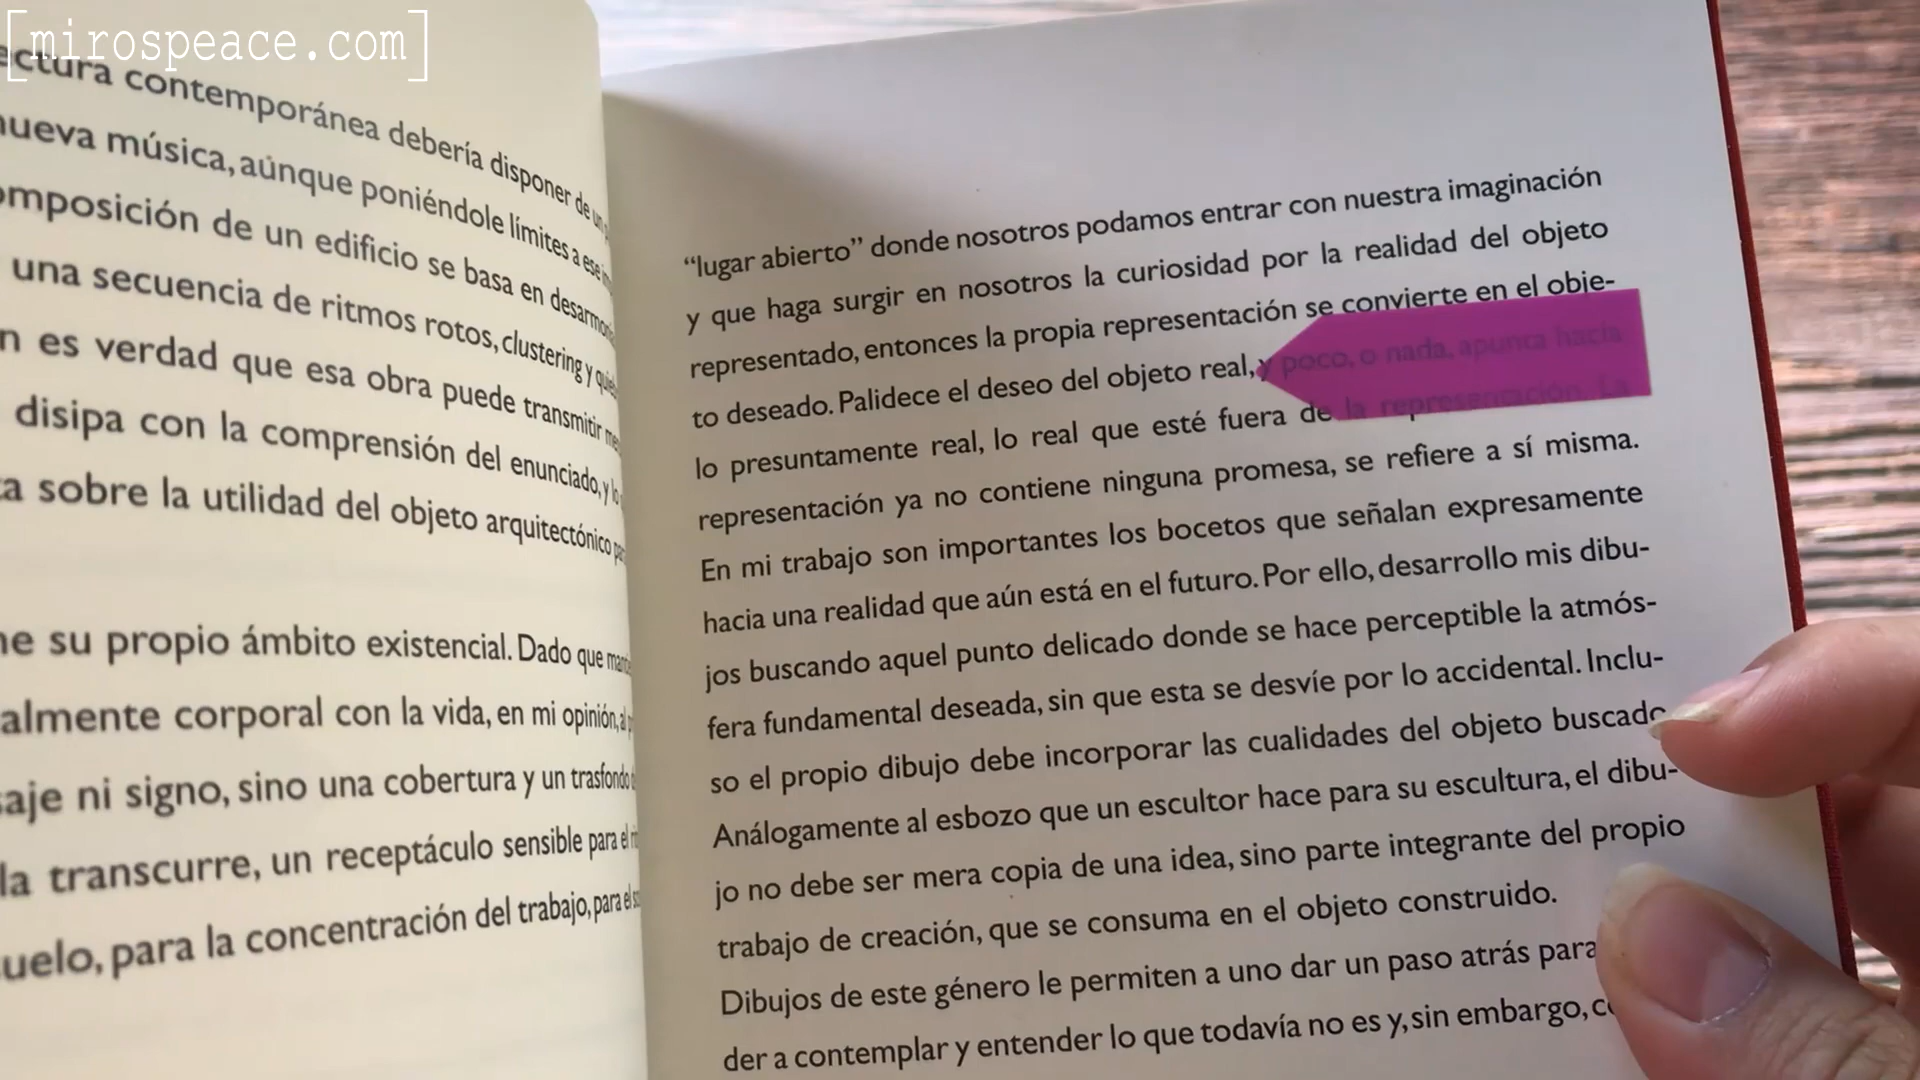 [mirospeace.com]
ectura contemporánea debería disponer de
nueva música, aúnque poniéndole límites a ese
omposición de un edificio se basa en
una secuencia de ritmos rotos, clustering y
n es verdad que esa obra puede transmitir
disipa con la comprensión del enunciado, y
a sobre la utilidad del objeto arquitectónico
ne su propio ámbito existencial. Dado que
almente corporal con la vida, en mi opinión,
saje ni signo, sino una cobertura y un trasfondo
la transcurre, un receptáculo sensible para el
uelo, para la concentración del trabajo, para el
“lugar abierto” donde nosotros podamos entrar con nuestra imaginación
y que haga surgir en nosotros la curiosidad por la realidad del objeto
representado, entonces la propia representación se convierte en el obje-
to deseado. Palidece el deseo del objeto real, y poco, o nada, apunta hacia
lo presuntamente real, lo real que esté fuera de la representación. La
representación ya no contiene ninguna promesa, se refiere a sí misma.
En mi trabajo son importantes los bocetos que señalan expresamente
hacia una realidad que aún está en el futuro. Por ello, desarrollo mis dibu-
jos buscando aquel punto delicado donde se hace perceptible la atmós-
fera fundamental deseada, sin que esta se desvíe por lo accidental. Inclu-
so el propio dibujo debe incorporar las cualidades del objeto buscado
Análogamente al esbozo que un escultor hace para su escultura, el dibu-
jo no debe ser mera copia de una idea, sino parte integrante del propio
trabajo de creación, que se consuma en el objeto construido.
Dibujos de este género le permiten a uno dar un paso atrás para
der a contemplar y entender lo que todavía no es y, sin embargo,